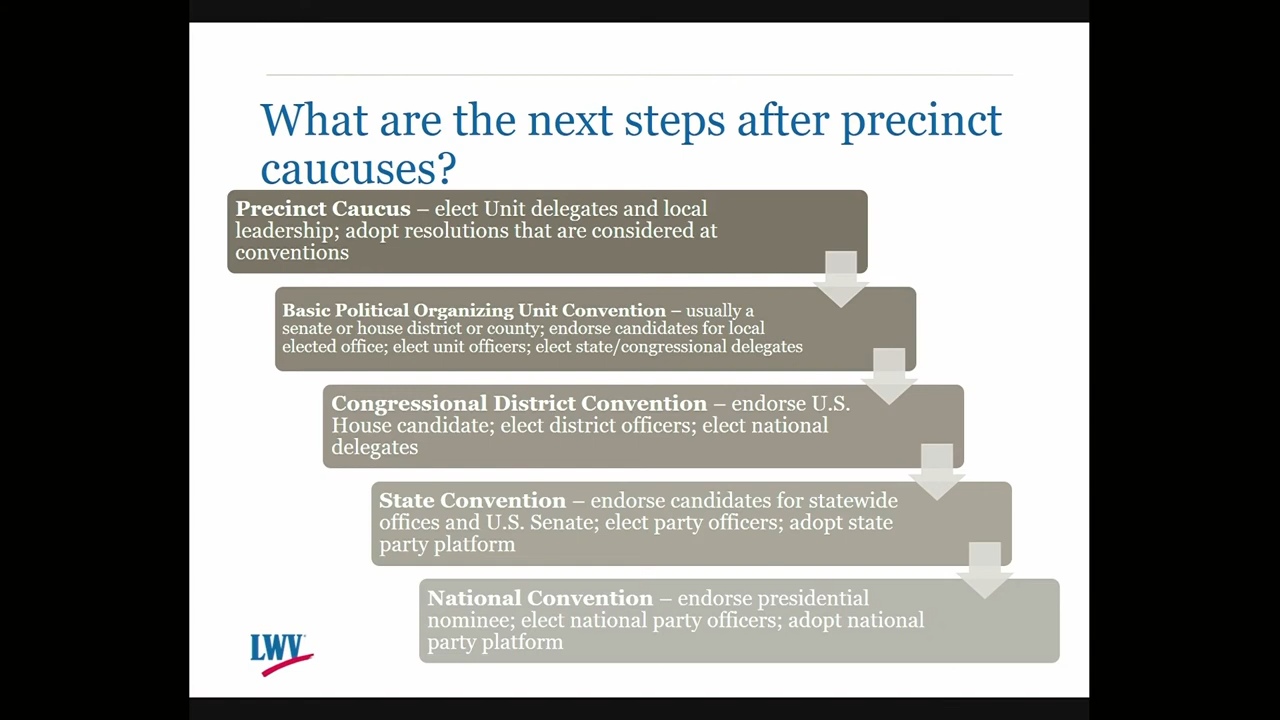 What are the next steps after precinct
caucuses?
Precinct Caucus – elect Unit delegates and local
leadership; adopt resolutions that are considered at
conventions
Basic Political Organizing Unit Convention – usually a
senate or house district or county; endorse candidates for local
elected office; elect unit officers; elect state/congressional delegates
Congressional District Convention – endorse U.S.
House candidate; elect district officers; elect national
delegates
State Convention – endorse candidates for statewide
offices and U.S. Senate; elect party officers; adopt state
party platform
National Convention – endorse presidential
nominee; elect national party officers; adopt national
party platform
LWV